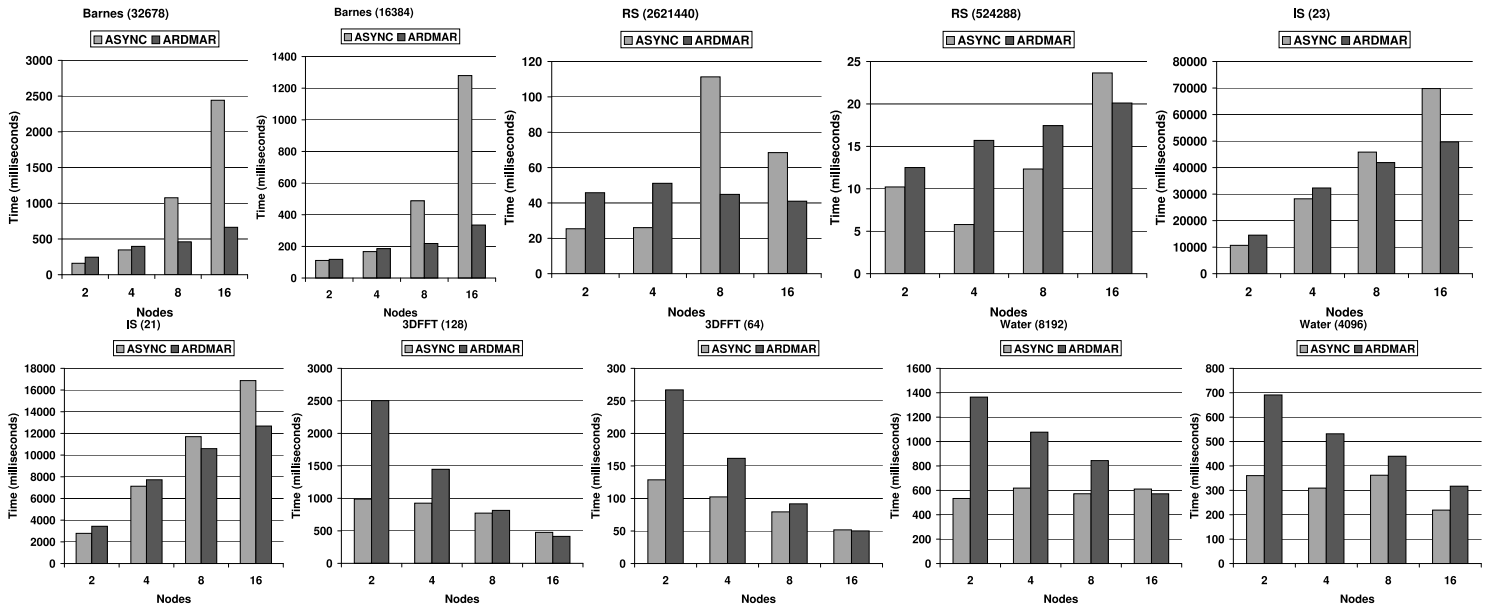 Barnes (32678)
ASYNC ARDMAR
Time (milliseconds)
3000
2500
2000
1500
1000
500
0
2 4 8 16
Nodes
Barnes (16384)
ASYNC ARDMAR
Time (milliseconds)
1400
1200
1000
800
600
400
200
0
2 4 8 16
Nodes
RS (2621440)
ASYNC ARDMAR
Time (milliseconds)
120
100
80
60
40
20
0
2 4 8 16
Nodes
RS (524288)
ASYNC ARDMAR
Time (milliseconds)
25
20
15
10
5
0
2 4 8 16
Nodes
IS (23)
ASYNC ARDMAR
Time (milliseconds)
80000
70000
60000
50000
40000
30000
20000
10000
0
2 4 8 16
Nodes
IS (21)
ASYNC ARDMAR
Time (milliseconds)
18000
16000
14000
12000
10000
8000
6000
4000
2000
0
2 4 8 16
Nodes
3DFFT (128)
ASYNC ARDMAR
Time (milliseconds)
3000
2500
2000
1500
1000
500
0
2 4 8 16
Nodes
3DFFT (64)
ASYNC ARDMAR
Time (milliseconds)
300
250
200
150
100
50
0
2 4 8 16
Nodes
Water (8192)
ASYNC ARDMAR
Time (milliseconds)
1600
1400
1200
1000
800
600
400
200
0
2 4 8 16
Nodes
Water (4096)
ASYNC ARDMAR
Time (milliseconds)
800
700
600
500
400
300
200
100
0
2 4 8 16
Nodes